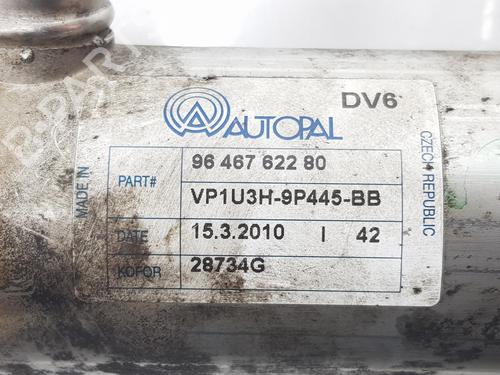 AUTOPAL
DV6
MADE IN
CZECH REPUBLIC
PART#
96 467 622 80
VP1U3H-9P445-BB
DATE
15.3.2010 I 42
KOFOR
28734G
B-PARTS